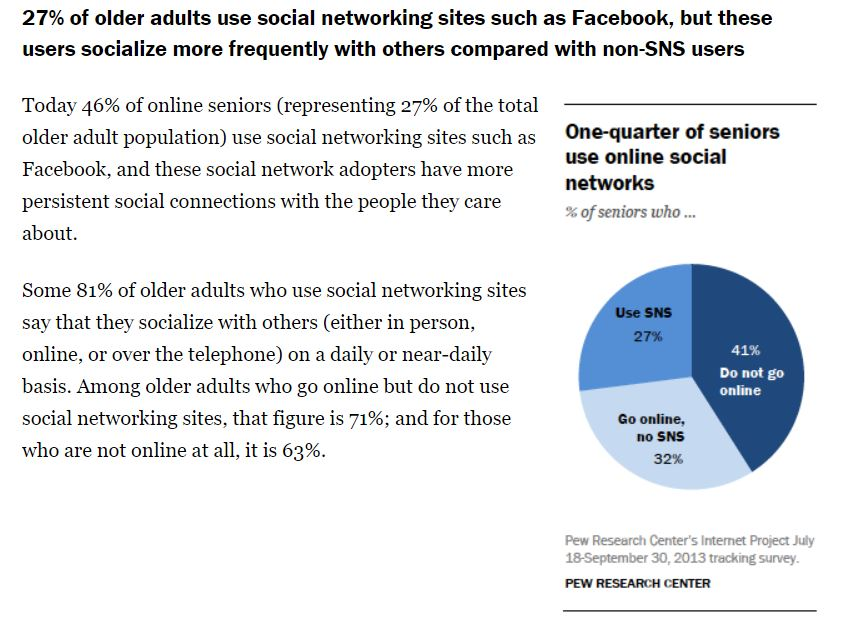 27% of older adults use social networking sites such as Facebook, but these
users socialize more frequently with others compared with non-SNS users
Today 46% of online seniors (representing 27% of the total
older adult population) use social networking sites such as
Facebook, and these social network adopters have more
persistent social connections with the people they care
about.
Some 81% of older adults who use social networking sites
say that they socialize with others (either in person,
online, or over the telephone) on a daily or near-daily
basis. Among older adults who go online but do not use
social networking sites, that figure is 71%; and for those
who are not online at all, it is 63%.
One-quarter of seniors
use online social
networks
% of seniors who ...
Use SNS
27%
41%
Do not go
online
Go online,
no SNS
32%
Pew Research Center's Internet Project July
18-September 30, 2013 tracking survey.
PEW RESEARCH CENTER